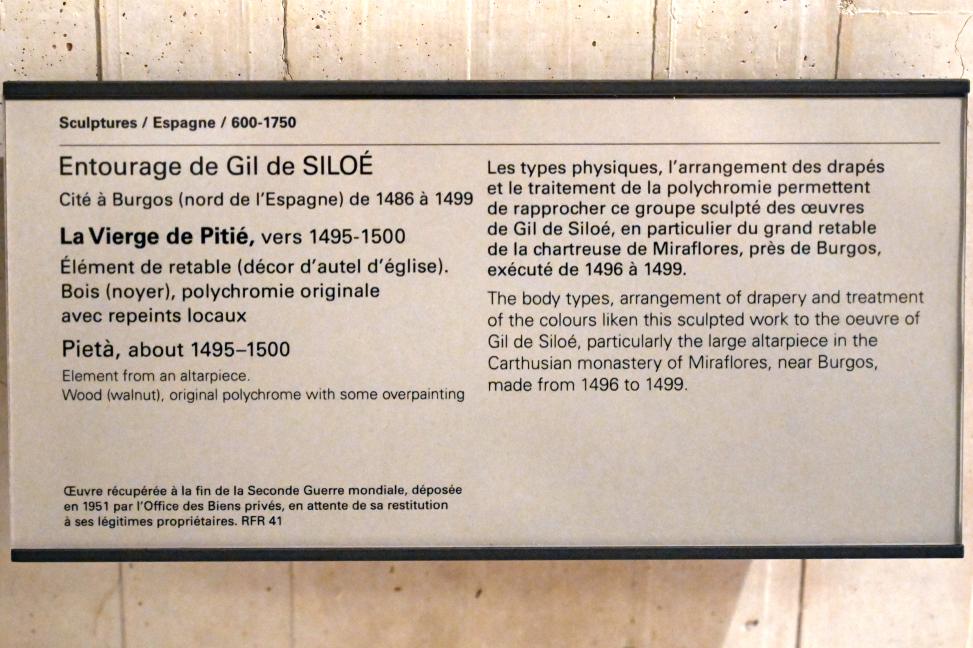 Sculptures / Espagne / 600-1750
Entourage de Gil de SILOÉ
Cité à Burgos (nord de l'Espagne) de 1486 à 1499
La Vierge de Pitié, vers 1495-1500
Élément de retable (décor d'autel d'église).
Bois (noyer), polychromie originale
avec repeints locaux
Pietà, about 1495–1500
Element from an altarpiece.
Wood (walnut), original polychrome with some overpainting
Œuvre récupérée à la fin de la Seconde Guerre mondiale, déposée
en 1951 par l'Office des Biens privés, en attente de sa restitution
à ses légitimes propriétaires. RFR 41
Les types physiques, l'arrangement des drapés
et le traitement de la polychromie permettent
de rapprocher ce groupe sculpté des œuvres
de Gil de Siloé, en particulier du grand retable
de la chartreuse de Miraflores, près de Burgos,
exécuté de 1496 à 1499.
The body types, arrangement of drapery and treatment
of the colours liken this sculpted work to the oeuvre of
Gil de Siloé, particularly the large altarpiece in the
Carthusian monastery of Miraflores, near Burgos,
made from 1496 to 1499.